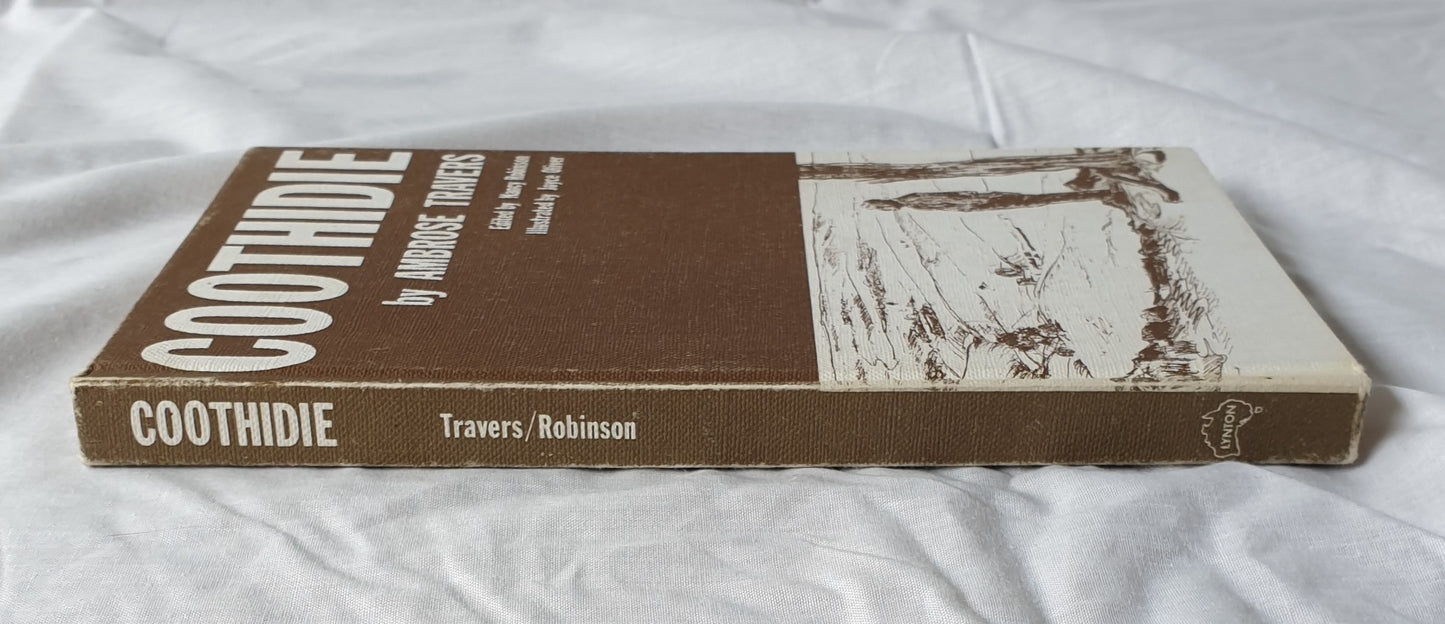 COOTHIDIE
by AMBROSE TRAVERS
Edited by Nancy Robinson
Illustrated by Joyce Oliver
COOTHIDIE
Travers/Robinson
LYNTON